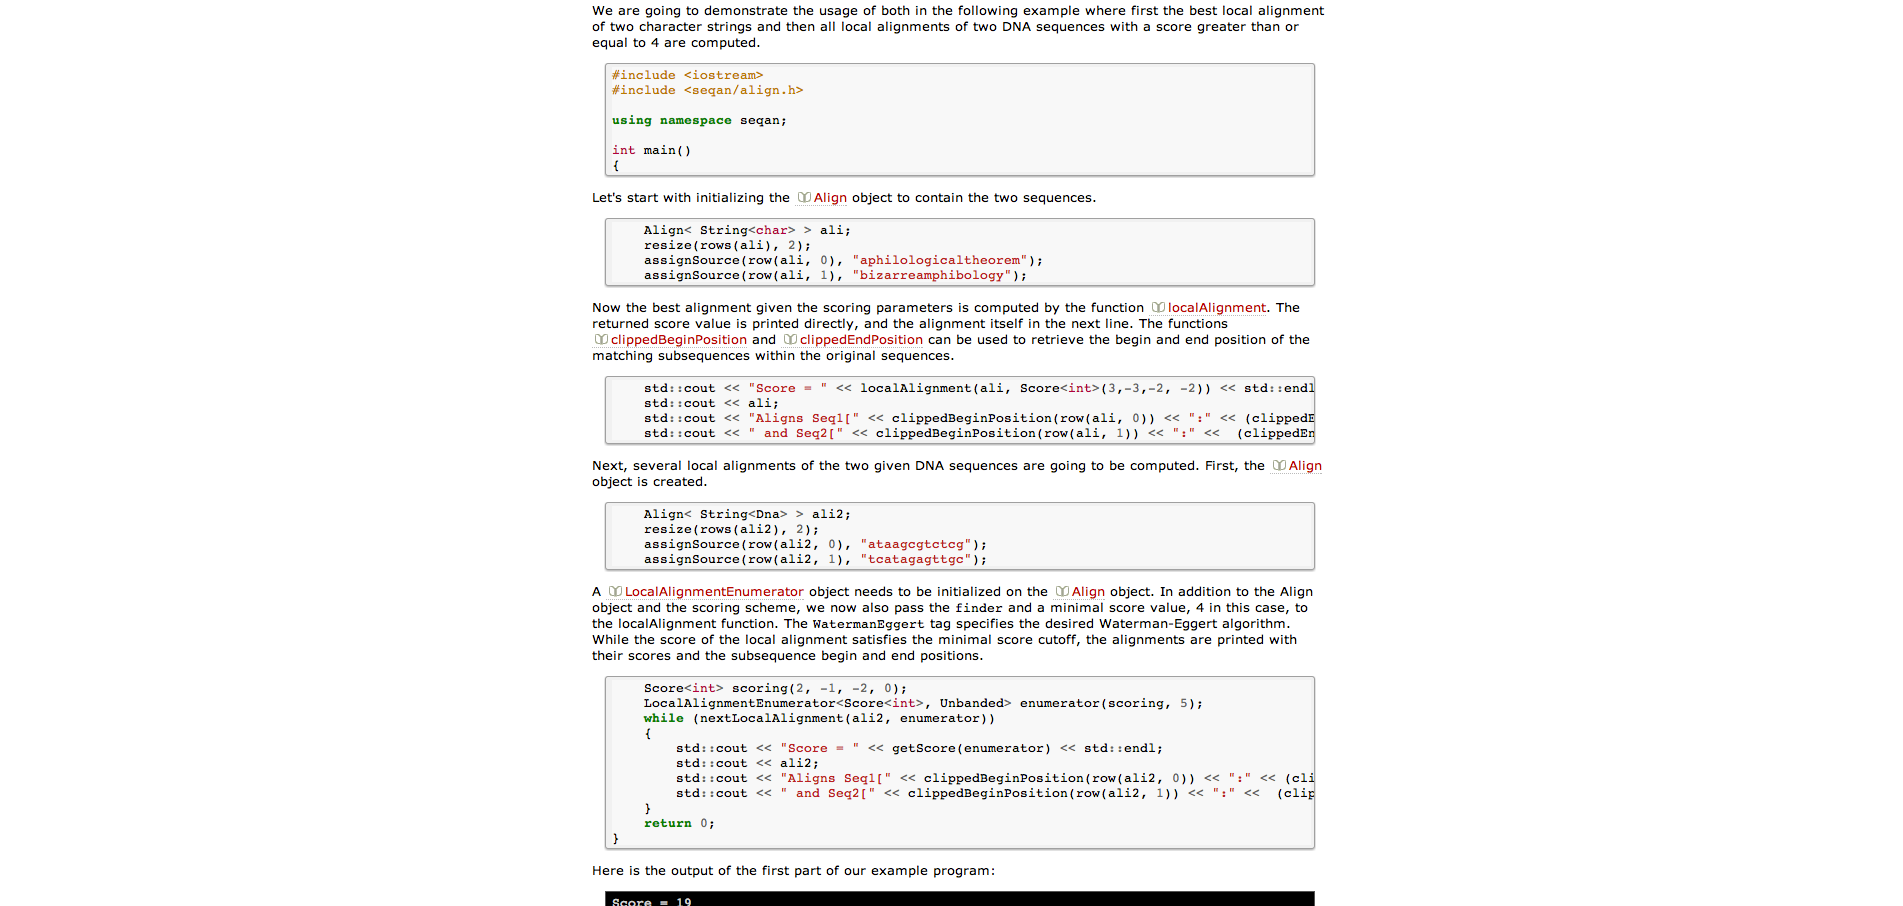 We are going to demonstrate the usage of both in the following example where first the best local alignment
of two character strings and then all local alignments of two DNA sequences with a score greater than or
equal to 4 are computed.
#include <iostream>
#include <seqan/align.h>
using namespace seqan;
int main()
{
Let's start with initializing the Align object to contain the two sequences.
Align< String<char> > ali;
resize(rows(ali), 2);
assignSource(row(ali, 0), "aphilologicaltheorem");
assignSource(row(ali, 1), "bizarreamphibology");
Now the best alignment given the scoring parameters is computed by the function localAlignment. The
returned score value is printed directly, and the alignment itself in the next line. The functions
clippedBeginPosition and clippedEndPosition can be used to retrieve the begin and end position of the
matching subsequences within the original sequences.
std::cout << "Score = " << localAlignment(ali, Score<int>(3,-3,-2, -2)) << std::endl
std::cout << ali;
std::cout << "Aligns Seq1[" << clippedBeginPosition(row(ali, 0)) << ":" << (clippedE
std::cout << " and Seq2[" << clippedBeginPosition(row(ali, 1)) << ":" <<  (clippedEn
Next, several local alignments of the two given DNA sequences are going to be computed. First, the Align
object is created.
Align< String<Dna> > ali2;
resize(rows(ali2), 2);
assignSource(row(ali2, 0), "ataagcgtctcg");
assignSource(row(ali2, 1), "tcatagagttgc");
A LocalAlignmentEnumerator object needs to be initialized on the Align object. In addition to the Align
object and the scoring scheme, we now also pass the finder and a minimal score value, 4 in this case, to
the localAlignment function. The WatermanEggert tag specifies the desired Waterman-Eggert algorithm.
While the score of the local alignment satisfies the minimal score cutoff, the alignments are printed with
their scores and the subsequence begin and end positions.
Score<int> scoring(2, -1, -2, 0);
LocalAlignmentEnumerator<Score<int>, Unbanded> enumerator(scoring, 5);
while (nextLocalAlignment(ali2, enumerator))
{
std::cout << "Score = " << getScore(enumerator) << std::endl;
std::cout << ali2;
std::cout << "Aligns Seq1[" << clippedBeginPosition(row(ali2, 0)) << ":" << (cli
std::cout << " and Seq2[" << clippedBeginPosition(row(ali2, 1)) << ":" <<  (clip
}
return 0;
}
Here is the output of the first part of our example program:
Score = 19